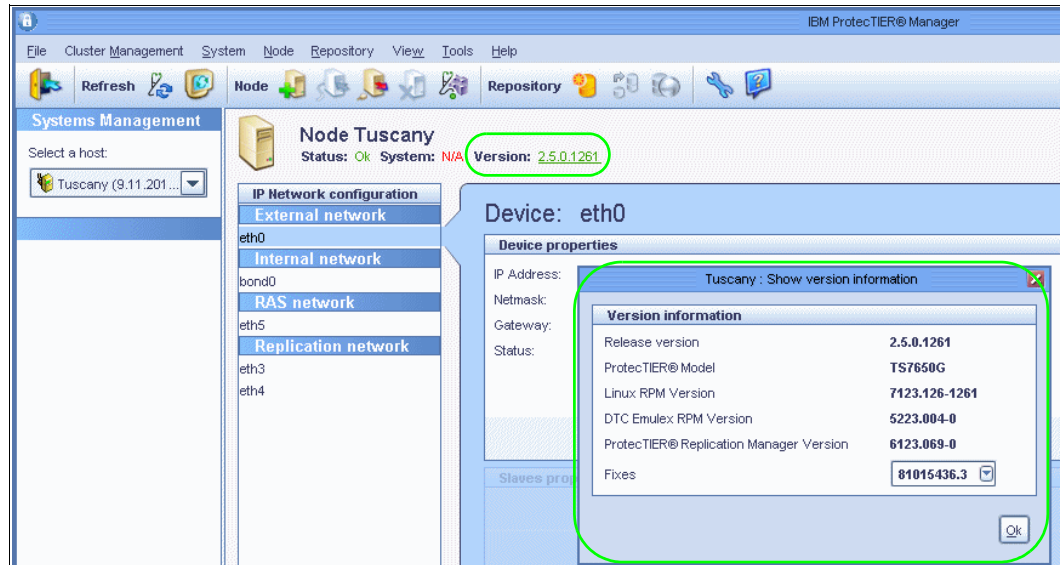 IBM ProtecTIER® Manager
File Cluster Management System Node Repository View Tools Help
Refresh Node Repository
Systems Management
Select a host:
Tuscany (9.11.201...
Node Tuscany
Status: Ok System: N/A Version: 2.5.0.1261
IP Network configuration
External network
eth0
Internal network
bond0
RAS network
eth5
Replication network
eth3
eth4
Device: eth0
Device properties
IP Address:
Netmask:
Gateway:
Status:
Slaves prop
Tuscany : Show version information
Version information
Release version 2.5.0.1261
ProtecTIER® Model TS7650G
Linux RPM Version 7123.126-1261
DTC Emulex RPM Version 5223.004-0
ProtecTIER® Replication Manager Version 6123.069-0
Fixes 81015436.3
Ok